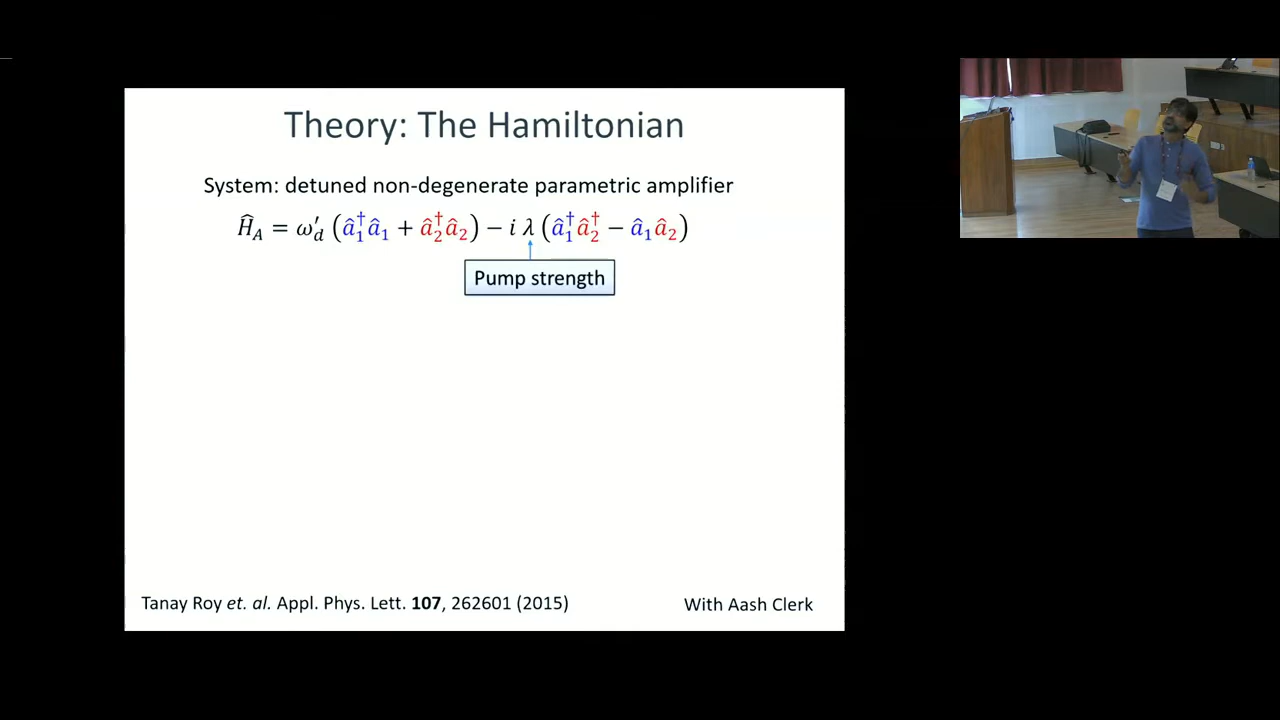 Theory: The Hamiltonian
System: detuned non-degenerate parametric amplifier
Ĥ_A = ω′_d (â₁†â₁ + â₂†â₂) − i λ (â₁†â₂† − â₁â₂)
Pump strength
Tanay Roy et. al. Appl. Phys. Lett. 107, 262601 (2015)
With Aash Clerk